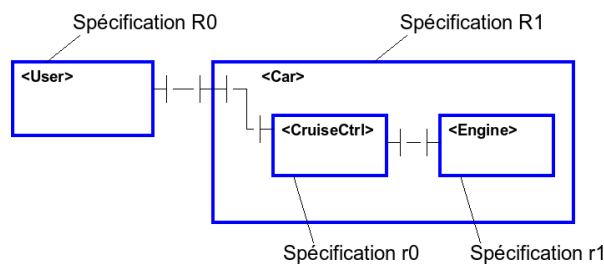 Spécification R0
Spécification R1
<User>
<Car>
<CruiseCtrl>
<Engine>
Spécification r0
Spécification r1